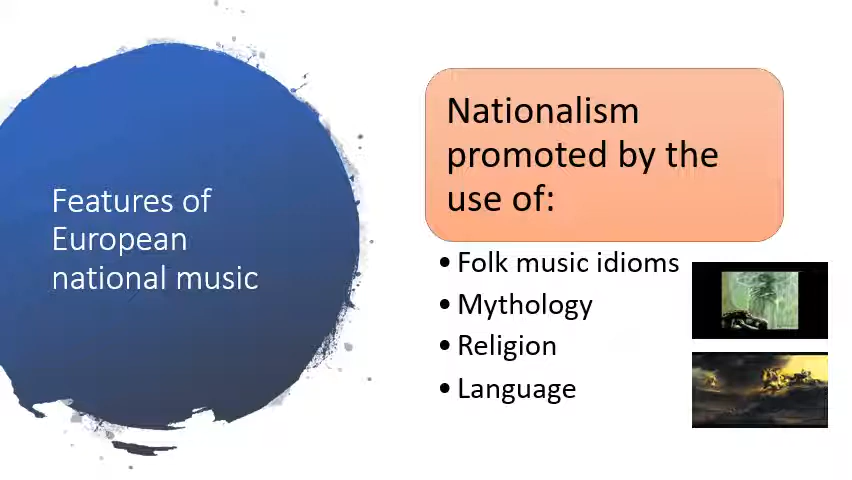 Features of
European
national music
Nationalism
promoted by the
use of:
• Folk music idioms
• Mythology
• Religion
• Language